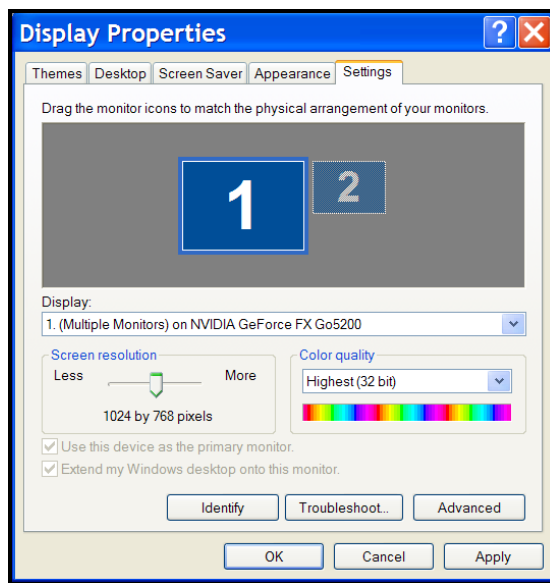 Display Properties
Themes Desktop Screen Saver Appearance Settings
Drag the monitor icons to match the physical arrangement of your monitors.
1
2
Display:
1. (Multiple Monitors) on NVIDIA GeForce FX Go5200
Screen resolution
Less More
1024 by 768 pixels
Color quality
Highest (32 bit)
Use this device as the primary monitor.
Extend my Windows desktop onto this monitor.
Identify Troubleshoot... Advanced
OK Cancel Apply